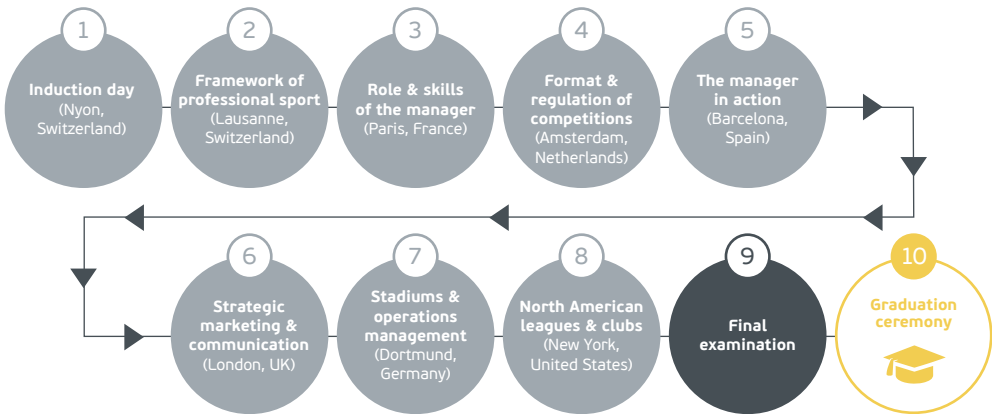 1
Induction day
(Nyon,
Switzerland)
2
Framework of
professional sport
(Lausanne,
Switzerland)
3
Role & skills
of the manager
(Paris, France)
4
Format &
regulation of
competitions
(Amsterdam,
Netherlands)
5
The manager
in action
(Barcelona,
Spain)
6
Strategic
marketing &
communication
(London, UK)
7
Stadiums &
operations
management
(Dortmund,
Germany)
8
North American
leagues & clubs
(New York,
United States)
9
Final
examination
10
Graduation
ceremony